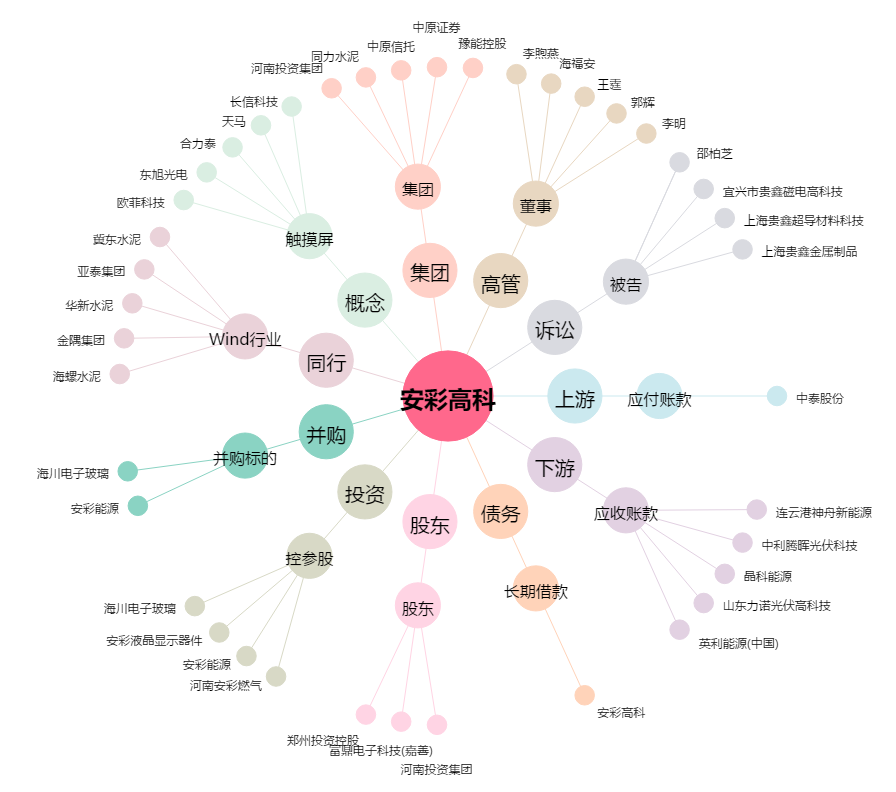 中原证券
豫能控股
中原信托
同力水泥
河南投资集团
李煦燕
海福安
王霆
郭辉
李明
长信科技
天马
合力泰
东旭光电
欧菲科技
集团
董事
邵柏芝
宜兴市贵鑫磁电高科技
上海贵鑫超导材料科技
上海贵鑫金属制品
触摸屏
集团
高管
被告
概念
诉讼
冀东水泥
亚泰集团
华新水泥
金隅集团
海螺水泥
Wind行业
同行
安彩高科
上游
应付账款
中泰股份
并购
并购标的
海川电子玻璃
安彩能源
下游
应收账款
连云港神舟新能源
中利腾晖光伏科技
晶科能源
山东力诺光伏高科技
英利能源(中国)
投资
控参股
海川电子玻璃
安彩液晶显示器件
安彩能源
河南安彩燃气
股东
股东
郑州投资控股
富鼎电子科技(嘉善)
河南投资集团
债务
长期借款
安彩高科